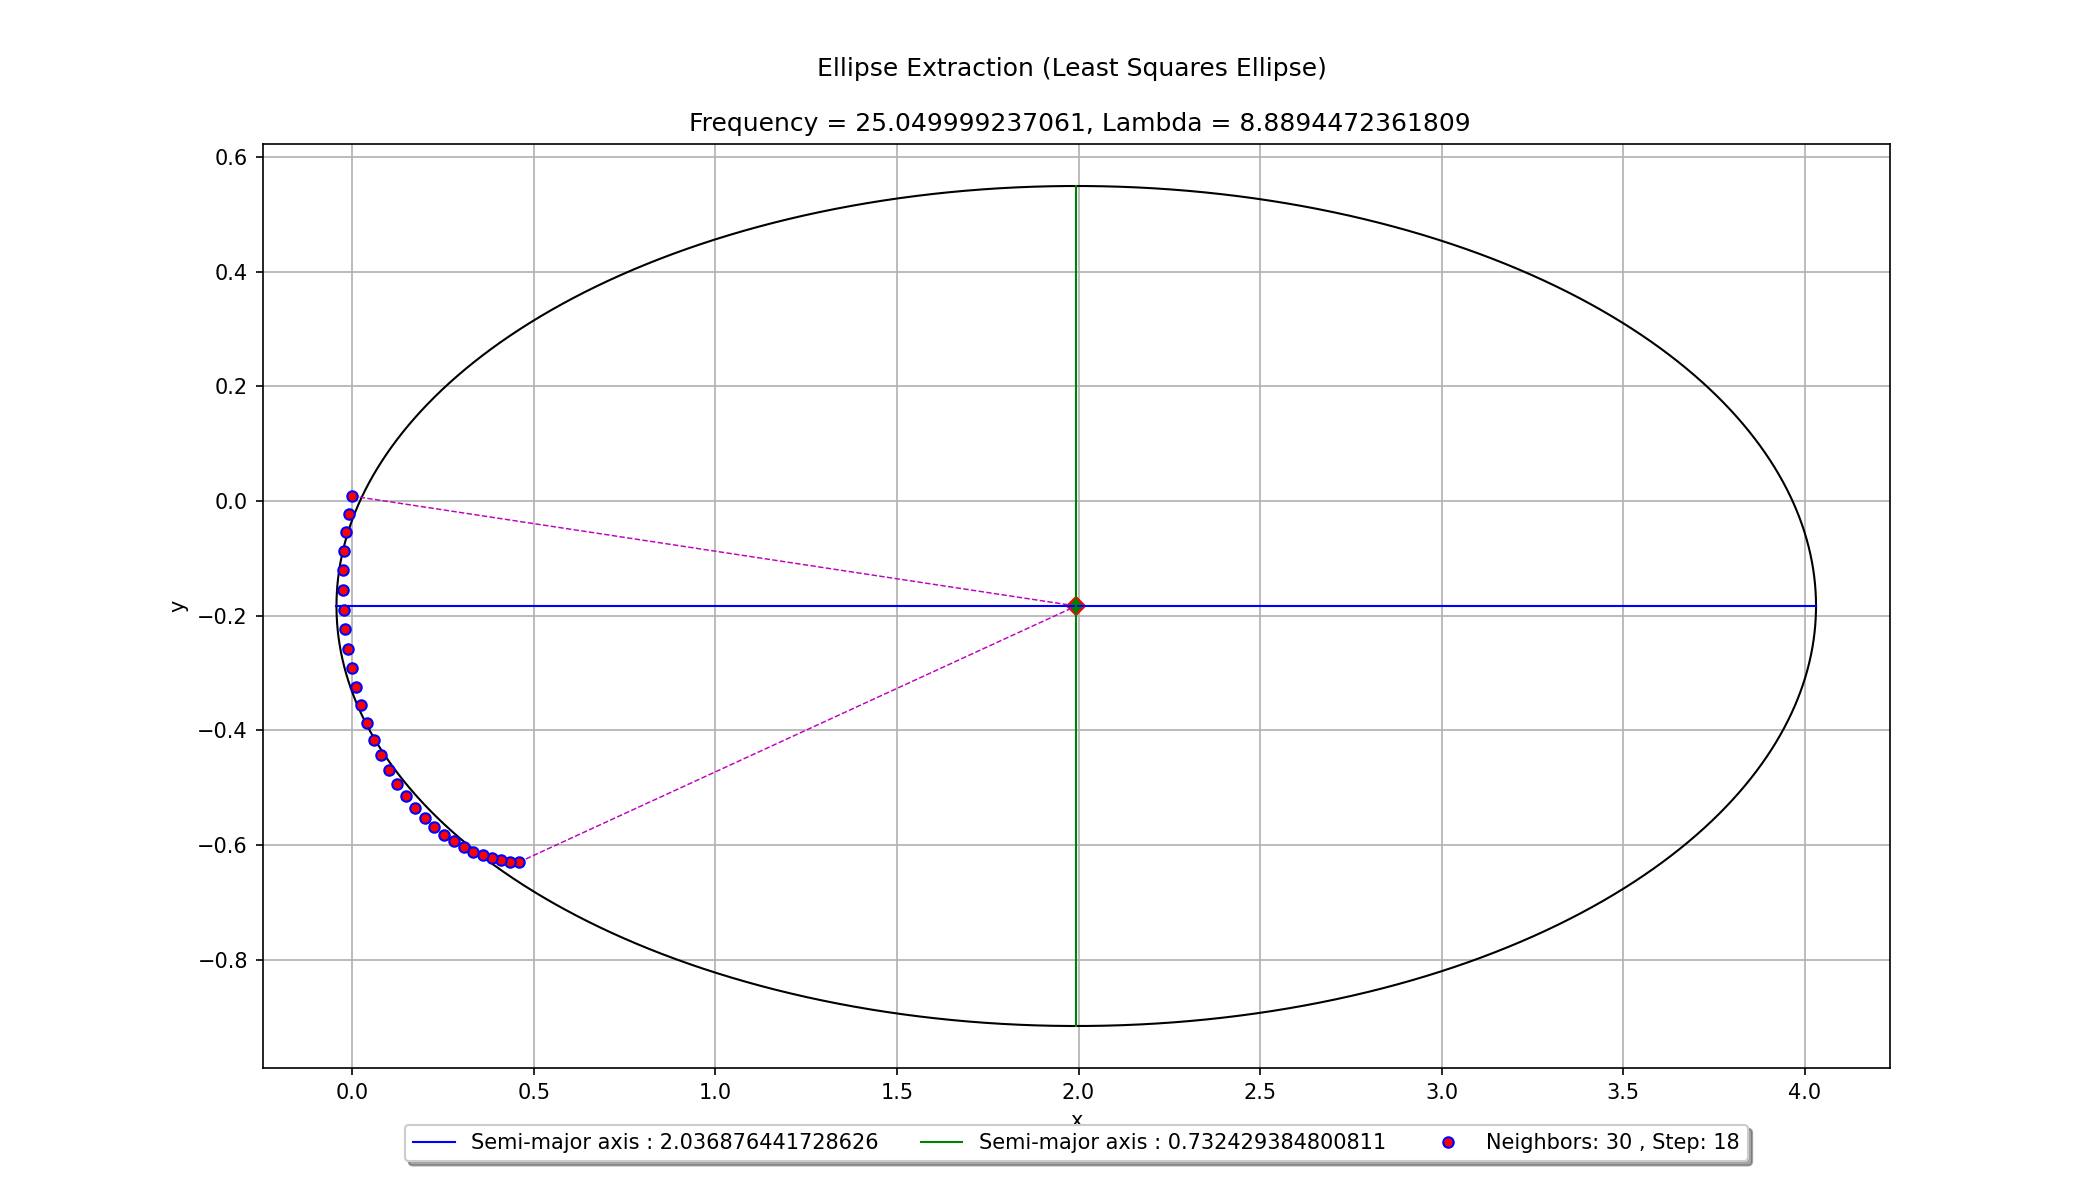 Ellipse Extraction (Least Squares Ellipse)
Frequency = 25.049999237061, Lambda = 8.8894472361809
0.6
0.4
0.2
0.0
−0.2
−0.4
−0.6
−0.8
y
0.0 0.5 1.0 1.5 2.0 2.5 3.0 3.5 4.0
x
Semi-major axis : 2.036876441728626 Semi-major axis : 0.732429384800811 Neighbors: 30 , Step: 18